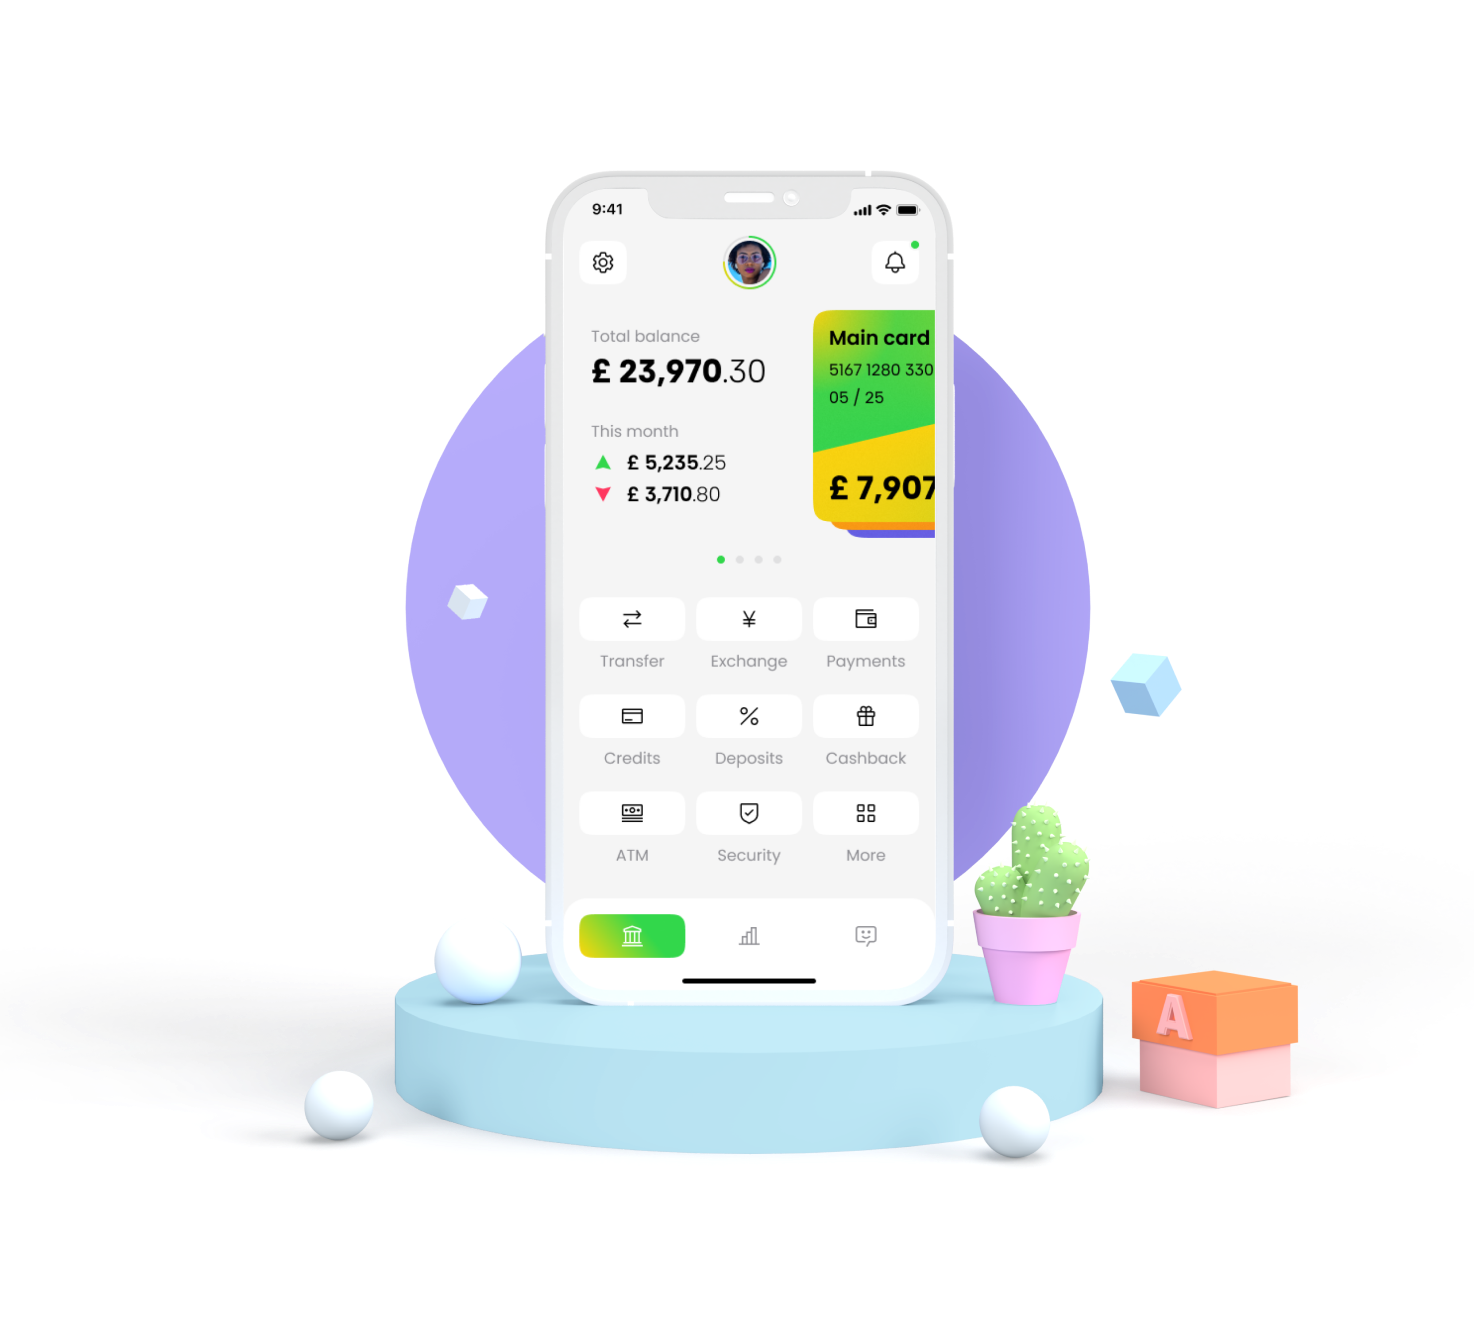 9:41
Total balance
£ 23,970.30
This month
£ 5,235.25
£ 3,710.80
Main card
5167 1280 330
05 / 25
£ 7,907
Transfer
Exchange
Payments
Credits
Deposits
Cashback
ATM
Security
More
A